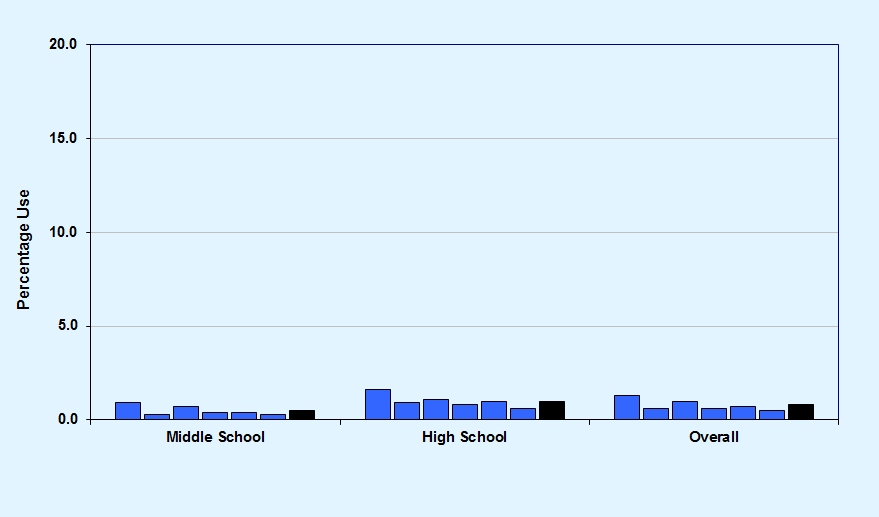 20.0
15.0
10.0
5.0
0.0
Percentage Use
Middle School
High School
Overall